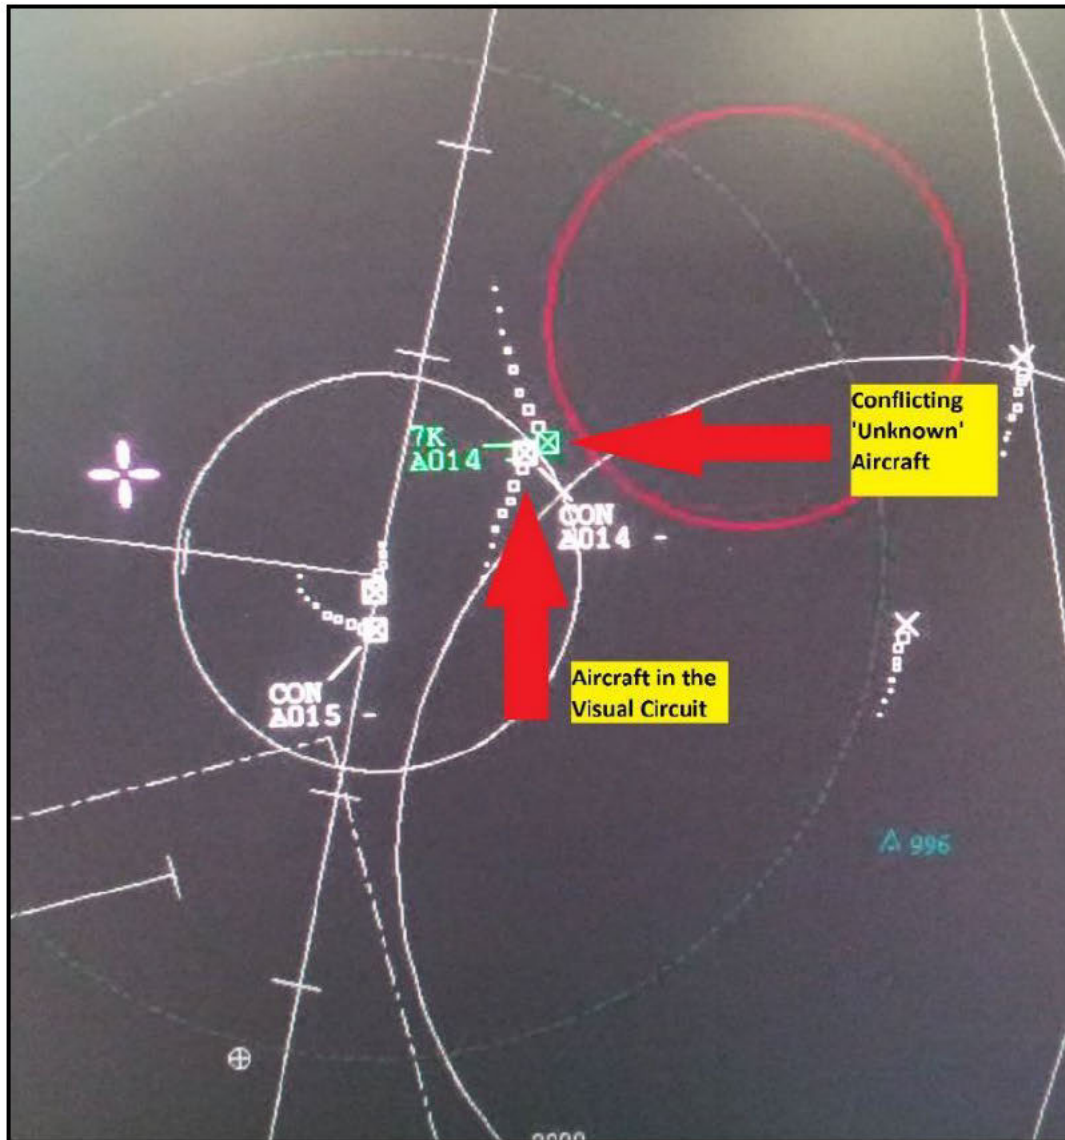 Conflicting
'Unknown'
Aircraft
7K
A014
CON
A014 -
Aircraft in the
Visual Circuit
CON
A015 -
A 996